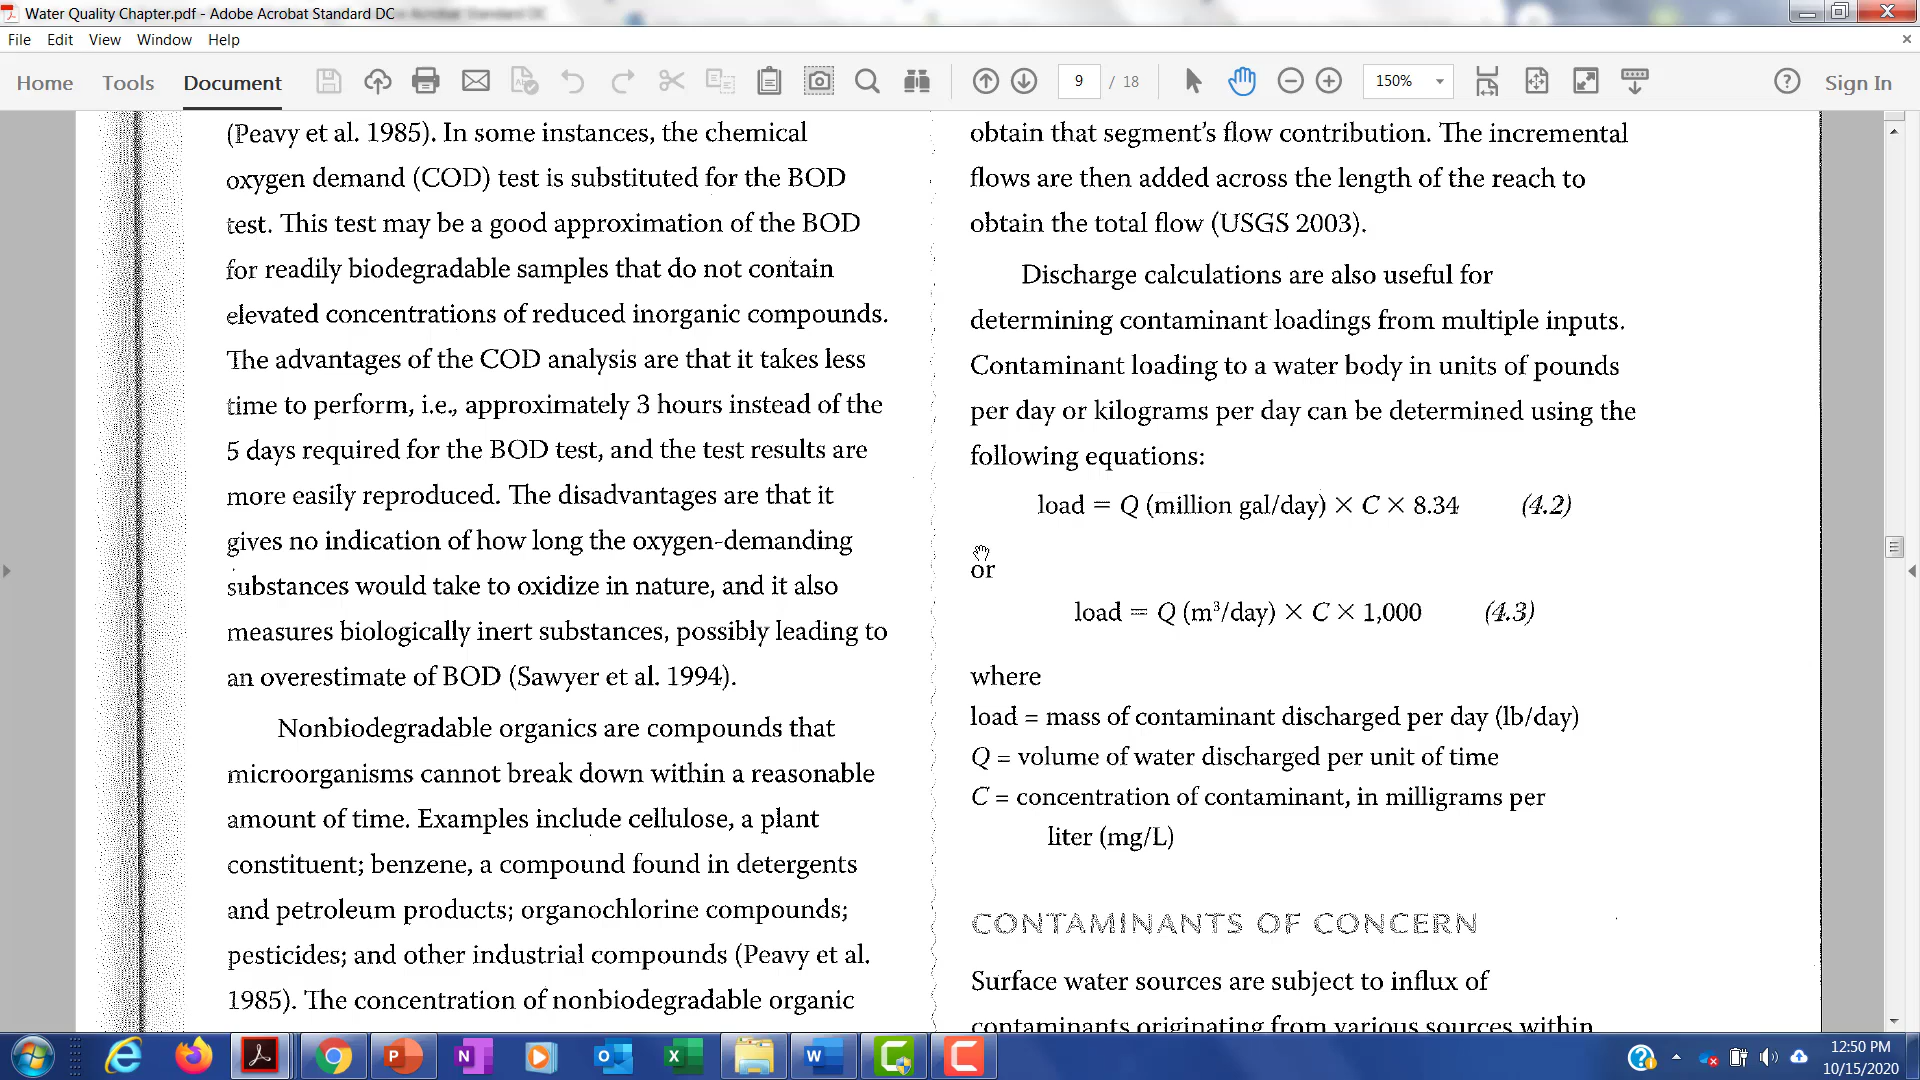 Water Quality Chapter.pdf - Adobe Acrobat Standard DC
File Edit View Window Help
Home Tools Document 9 / 18 150% Sign In
(Peavy et al. 1985). In some instances, the chemical
oxygen demand (COD) test is substituted for the BOD
test. This test may be a good approximation of the BOD
for readily biodegradable samples that do not contain
elevated concentrations of reduced inorganic compounds.
The advantages of the COD analysis are that it takes less
time to perform, i.e., approximately 3 hours instead of the
5 days required for the BOD test, and the test results are
more easily reproduced. The disadvantages are that it
gives no indication of how long the oxygen-demanding
substances would take to oxidize in nature, and it also
measures biologically inert substances, possibly leading to
an overestimate of BOD (Sawyer et al. 1994).
Nonbiodegradable organics are compounds that
microorganisms cannot break down within a reasonable
amount of time. Examples include cellulose, a plant
constituent; benzene, a compound found in detergents
and petroleum products; organochlorine compounds;
pesticides; and other industrial compounds (Peavy et al.
1985). The concentration of nonbiodegradable organic
obtain that segment's flow contribution. The incremental
flows are then added across the length of the reach to
obtain the total flow (USGS 2003).
Discharge calculations are also useful for
determining contaminant loadings from multiple inputs.
Contaminant loading to a water body in units of pounds
per day or kilograms per day can be determined using the
following equations:
load = Q (million gal/day) × C × 8.34 (4.2)
or
load = Q (m³/day) × C × 1,000 (4.3)
where
load = mass of contaminant discharged per day (lb/day)
Q = volume of water discharged per unit of time
C = concentration of contaminant, in milligrams per
liter (mg/L)
CONTAMINANTS OF CONCERN
Surface water sources are subject to influx of
contaminants originating from various sources within
12:50 PM
10/15/2020